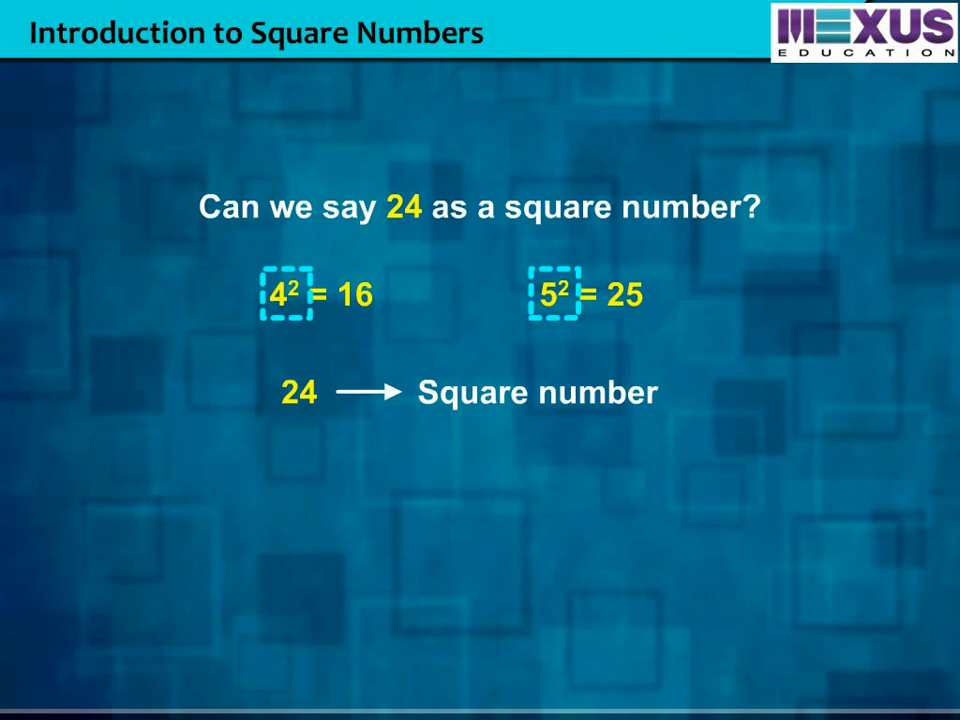 Introduction to Square Numbers
MEXUS
EDUCATION
Can we say 24 as a square number?
4² = 16 5² = 25
24 → Square number